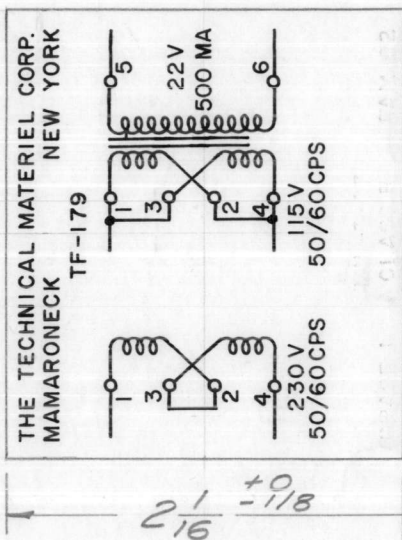 THE TECHNICAL MATERIEL CORP.
MAMARONECK NEW YORK
TF-179
1
3
2
4
230V
50/60CPS
1
3
2
4
115V
50/60CPS
5
22V
500 MA
6
2 1/16 +0 -1/8